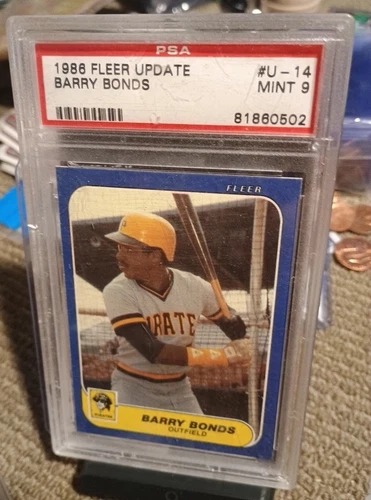 PSA
1986 FLEER UPDATE #U-14
BARRY BONDS MINT 9
81860502
FLEER
IRATE
BARRY BONDS
OUTFIELD